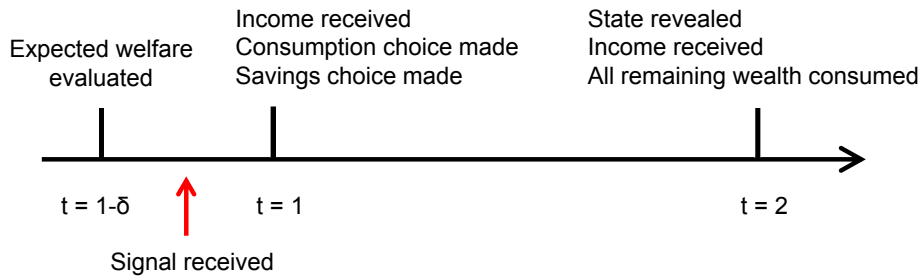 Expected welfare
evaluated
Income received
Consumption choice made
Savings choice made
State revealed
Income received
All remaining wealth consumed
t = 1-δ
t = 1
t = 2
Signal received